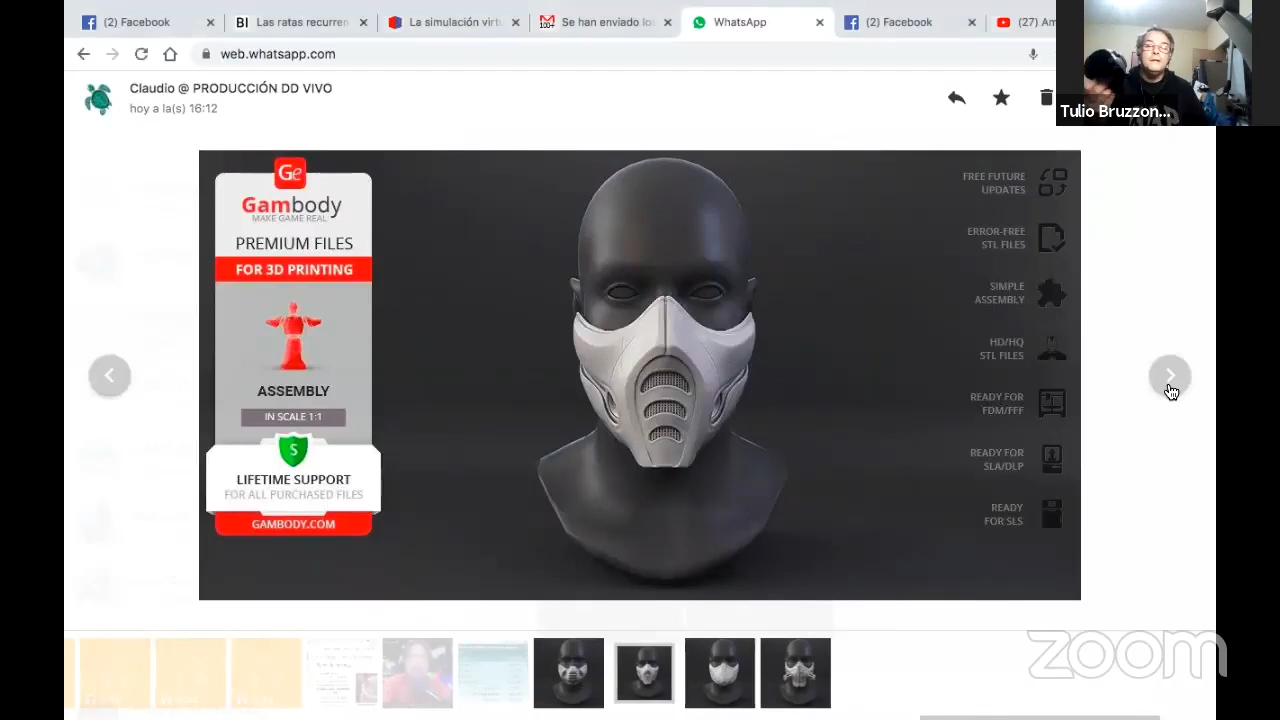 (2) Facebook
Las ratas recurren
La simulación virt
Se han enviado lo
WhatsApp
(2) Facebook
(27) Am
web.whatsapp.com
Claudio @ PRODUCCIÓN DD VIVO
hoy a la(s) 16:12
Tulio Bruzzon...
Ge
Gambody
MAKE GAME REAL
PREMIUM FILES
FOR 3D PRINTING
ASSEMBLY
IN SCALE 1:1
S
LIFETIME SUPPORT
FOR ALL PURCHASED FILES
GAMBODY.COM
FREE FUTURE
UPDATES
ERROR-FREE
STL FILES
SIMPLE
ASSEMBLY
HD/HQ
STL FILES
READY FOR
FDM/FFF
READY FOR
SLA/DLP
READY
FOR SLS
zoom